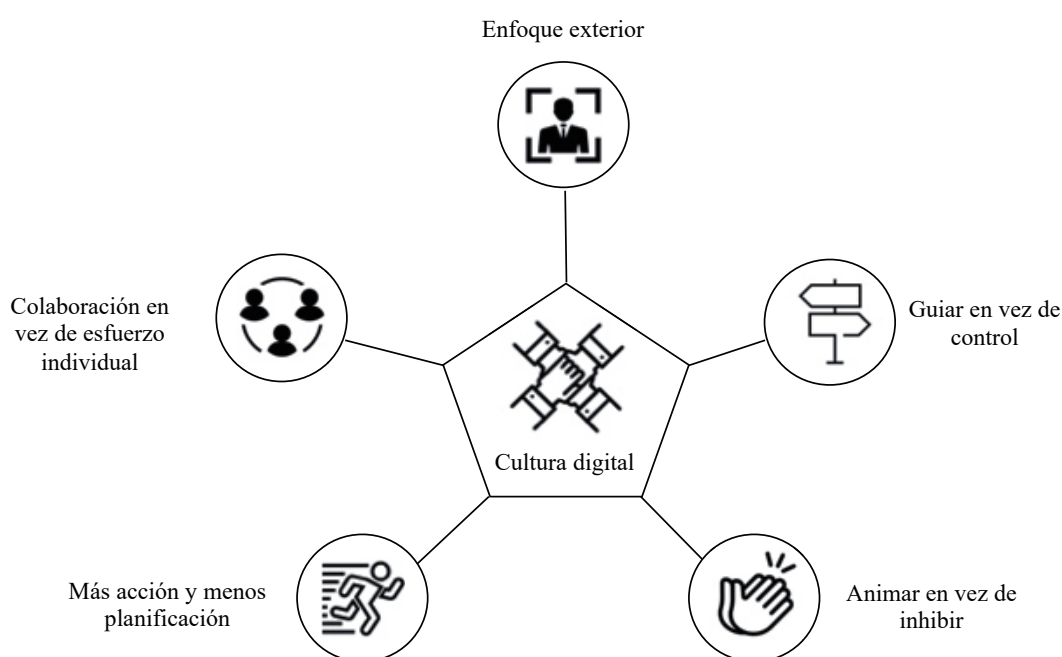 Enfoque exterior
Colaboración en
vez de esfuerzo
individual
Guiar en vez de
control
Cultura digital
Más acción y menos
planificación
Animar en vez de
inhibir